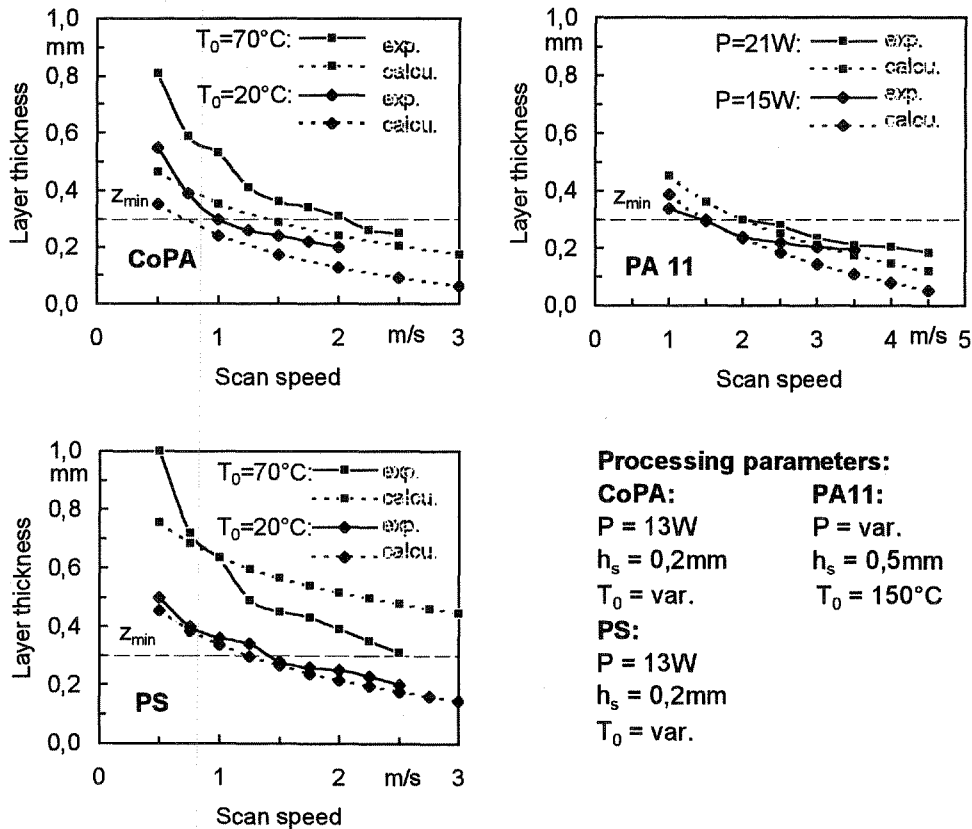 1,0
mm
0,8
0,6
0,4
0,2
0,0
Layer thickness
T0=70°C: exp.
calcu.
T0=20°C: exp.
calcu.
zmin
CoPA
0 1 2 m/s 3
Scan speed
1,0
mm
0,8
0,6
0,4
0,2
0,0
Layer thickness
P=21W: exp.
calcu.
P=15W: exp.
calcu.
zmin
PA 11
0 1 2 3 4 m/s 5
Scan speed
1,0
mm
0,8
0,6
0,4
0,2
0,0
Layer thickness
T0=70°C: exp.
calcu.
T0=20°C: exp.
calcu.
zmin
PS
0 1 2 m/s 3
Scan speed
Processing parameters:
CoPA: PA11:
P = 13W P = var.
hs = 0,2mm hs = 0,5mm
T0 = var. T0 = 150°C
PS:
P = 13W
hs = 0,2mm
T0 = var.